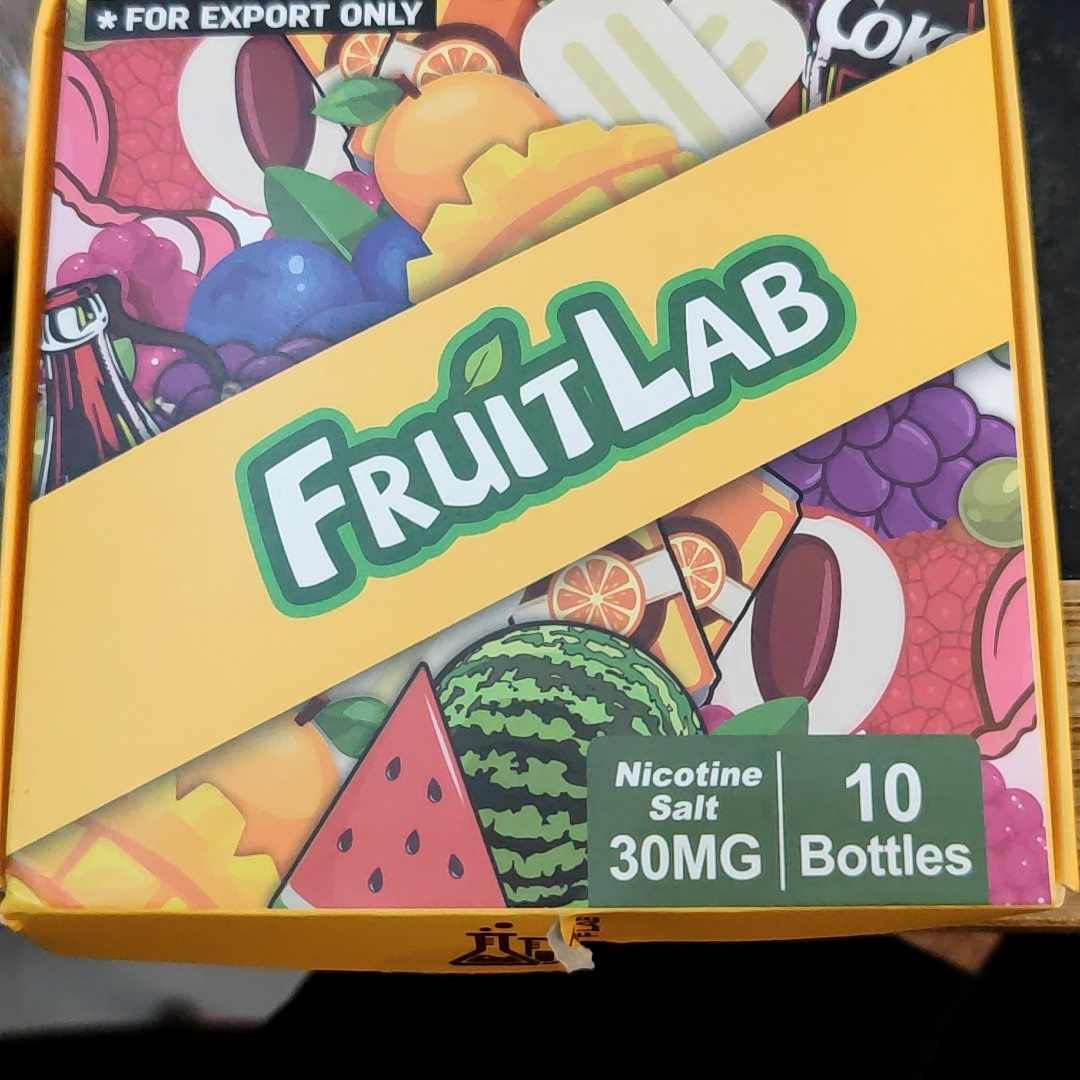 * FOR EXPORT ONLY
FRUITLAB
Nicotine
Salt
30MG
10
Bottles